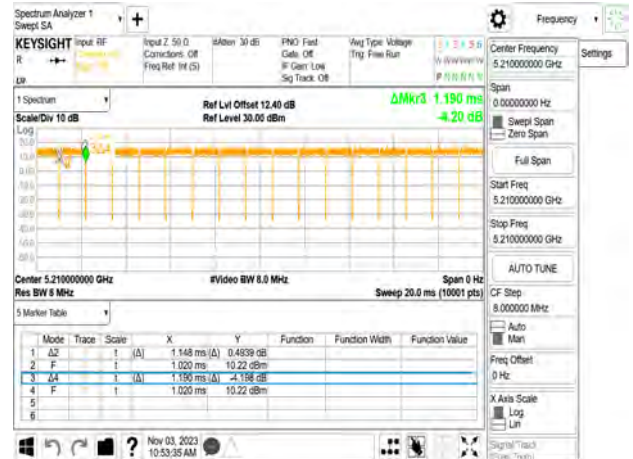 Spectrum Analyzer 1
Swept SA
Frequency
KEYSIGHT Input: RF
Input Z: 50 Ω
#Atten: 30 dB
PNO: Fast
Avg Type: Voltage
Center Frequency
5.210000000 GHz
Settings
R
Corrections: Off
Gate: Off
Trig: Free Run
Freq Ref: Int (S)
IF Gain: Low
Sig Track: Off
P N N N N N
Span
0.00000000 Hz
Swept Span
Zero Span
Full Span
Start Freq
5.210000000 GHz
Stop Freq
5.210000000 GHz
AUTO TUNE
CF Step
8.000000 MHz
Auto
Man
Freq Offset
0 Hz
X Axis Scale
Log
Lin
Signal Track
(Span Zoom)
1 Spectrum
Ref Lvl Offset 12.40 dB
ΔMkr3 1.190 ms
Scale/Div 10 dB
Ref Level 30.00 dBm
-4.20 dB
Log
3Δ4
Center 5.210000000 GHz
#Video BW 8.0 MHz
Span 0 Hz
Res BW 8 MHz
Sweep 20.0 ms (10001 pts)
5 Marker Table
Mode Trace Scale X Y Function Function Width Function Value
1 Δ2 1 t (Δ) 1.148 ms (Δ) 0.4939 dB
2 F 1 t 1.020 ms 10.22 dBm
3 Δ4 1 t (Δ) 1.190 ms (Δ) -4.198 dB
4 F 1 t 1.020 ms 10.22 dBm
5
6
?
Nov 03, 2023
10:53:35 AM